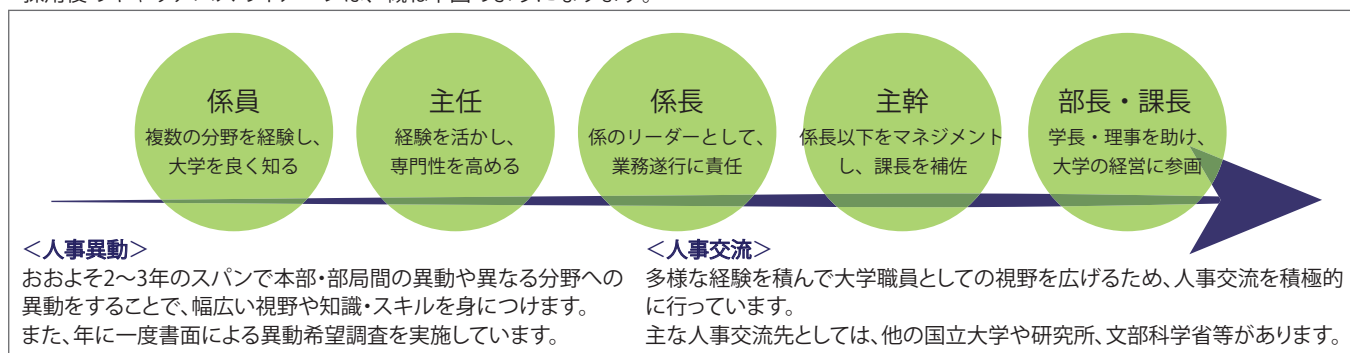 係員
複数の分野を経験し、
大学を良く知る
主任
経験を活かし、
専門性を高める
係長
係のリーダーとして、
業務遂行に責任
主幹
係長以下をマネジメント
し、課長を補佐
部長・課長
学長・理事を助け、
大学の経営に参画
＜人事異動＞
おおよそ2～3年のスパンで本部・部局間の異動や異なる分野への
異動をすることで、幅広い視野や知識・スキルを身につけます。
また、年に一度書面による異動希望調査を実施しています。
＜人事交流＞
多様な経験を積んで大学職員としての視野を広げるため、人事交流を積極的
に行っています。
主な人事交流先としては、他の国立大学や研究所、文部科学省等があります。